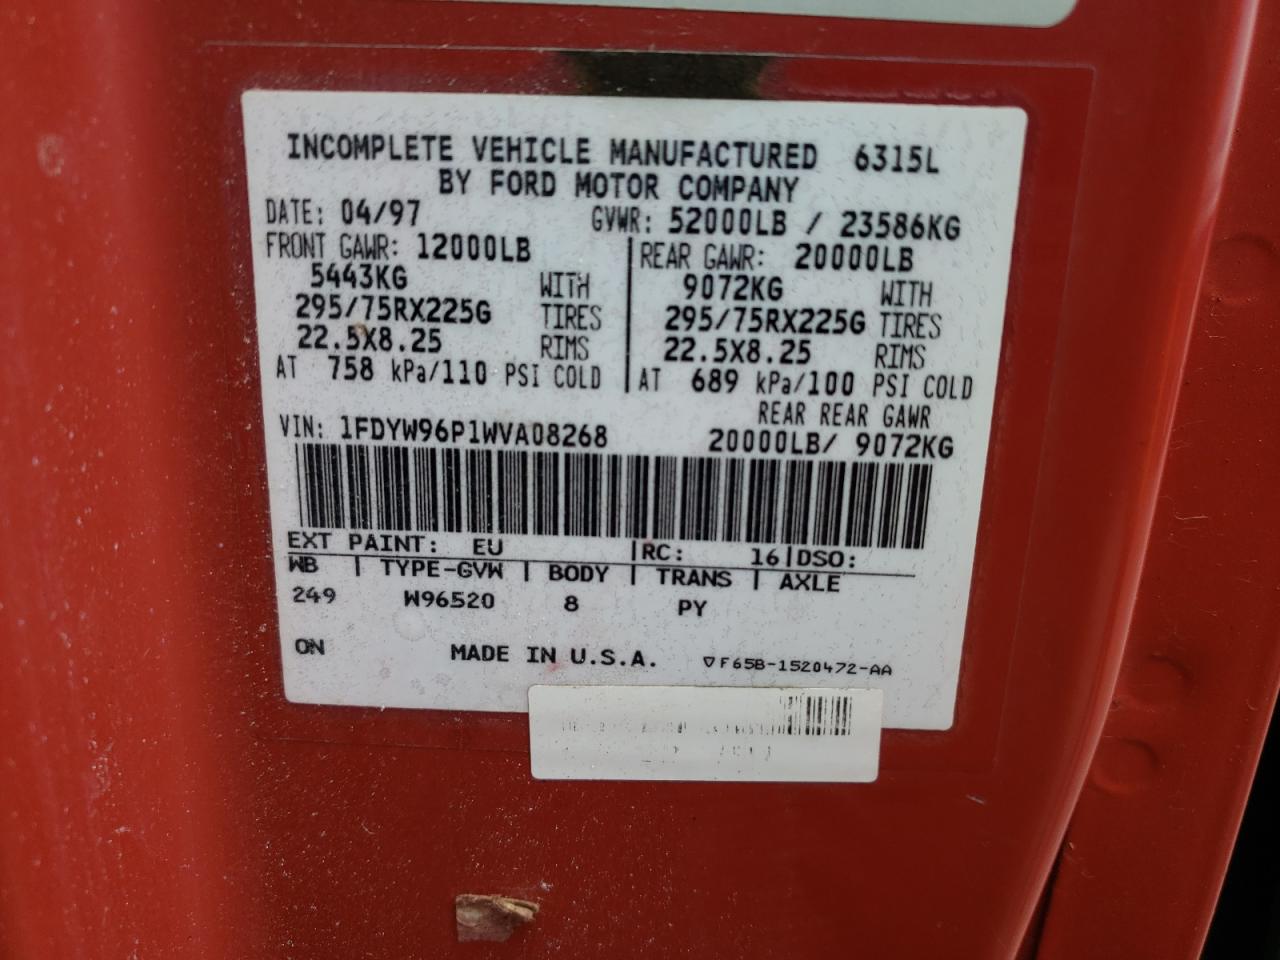 INCOMPLETE VEHICLE MANUFACTURED 6315L
BY FORD MOTOR COMPANY
DATE: 04/97 GVWR: 52000LB / 23586KG
FRONT GAWR: 12000LB REAR GAWR: 20000LB
5443KG WITH 9072KG WITH
295/75RX225G TIRES 295/75RX225G TIRES
22.5X8.25 RIMS 22.5X8.25 RIMS
AT 758 kPa/110 PSI COLD AT 689 kPa/100 PSI COLD
REAR REAR GAWR
VIN: 1FDYW96P1WVA08268 20000LB/ 9072KG
EXT PAINT: EU RC: 16 DSO:
WB TYPE-GVW BODY TRANS AXLE
249 W96520 8 PY
ON MADE IN U.S.A. ▽F65B-1520472-AA